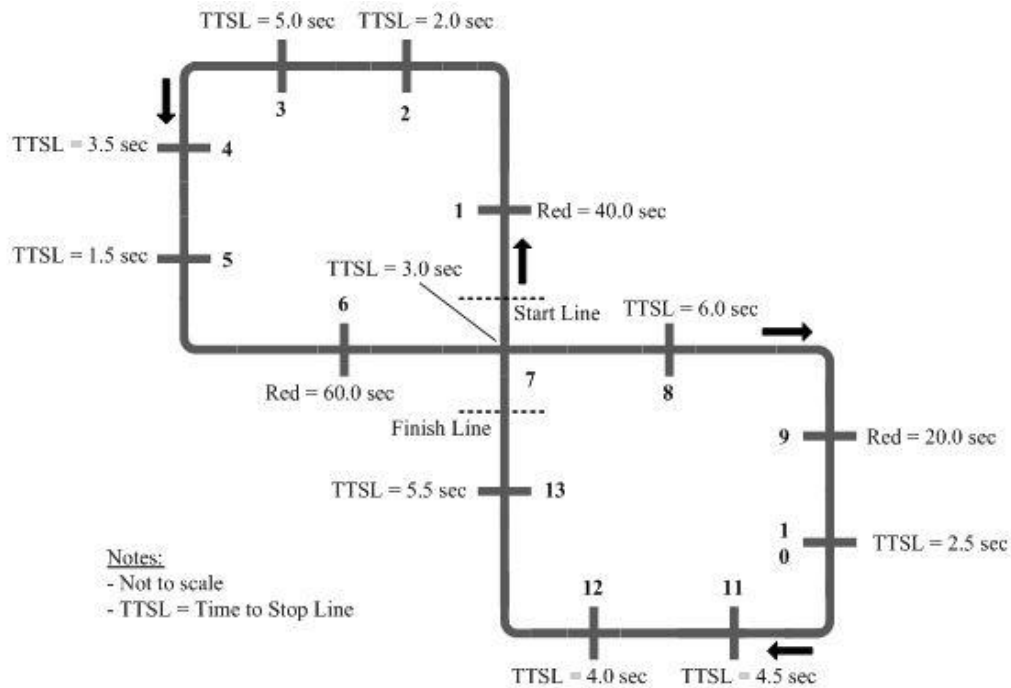 TTSL = 5.0 sec TTSL = 2.0 sec
3
2
TTSL = 3.5 sec
4
1
Red = 40.0 sec
TTSL = 1.5 sec
5
TTSL = 3.0 sec
6
Start Line
TTSL = 6.0 sec
Red = 60.0 sec
7
8
Finish Line
9
Red = 20.0 sec
TTSL = 5.5 sec
13
1
0
TTSL = 2.5 sec
Notes:
- Not to scale
- TTSL = Time to Stop Line
12
11
TTSL = 4.0 sec
TTSL = 4.5 sec